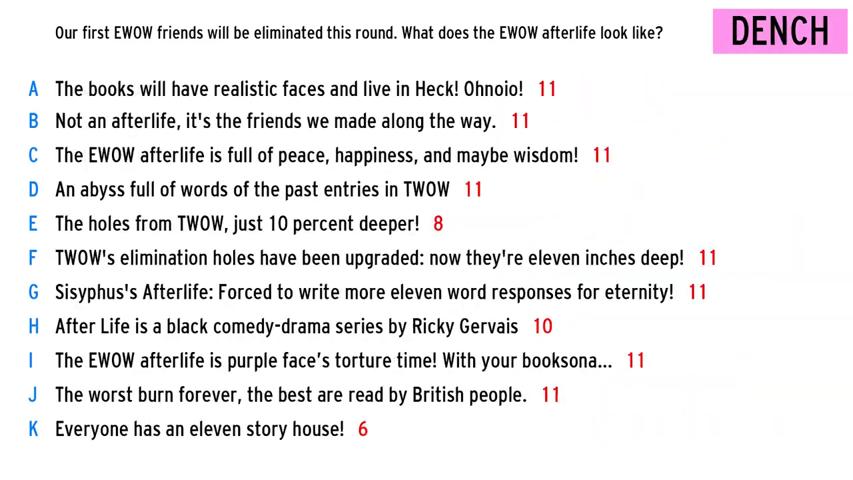 Our first EWOW friends will be eliminated this round. What does the EWOW afterlife look like?
DENCH
A The books will have realistic faces and live in Heck! Ohnoio! 11
B Not an afterlife, it's the friends we made along the way. 11
C The EWOW afterlife is full of peace, happiness, and maybe wisdom! 11
D An abyss full of words of the past entries in TWOW 11
E The holes from TWOW, just 10 percent deeper! 8
F TWOW's elimination holes have been upgraded: now they're eleven inches deep! 11
G Sisyphus's Afterlife: Forced to write more eleven word responses for eternity! 11
H After Life is a black comedy-drama series by Ricky Gervais 10
I The EWOW afterlife is purple face’s torture time! With your booksona... 11
J The worst burn forever, the best are read by British people. 11
K Everyone has an eleven story house! 6